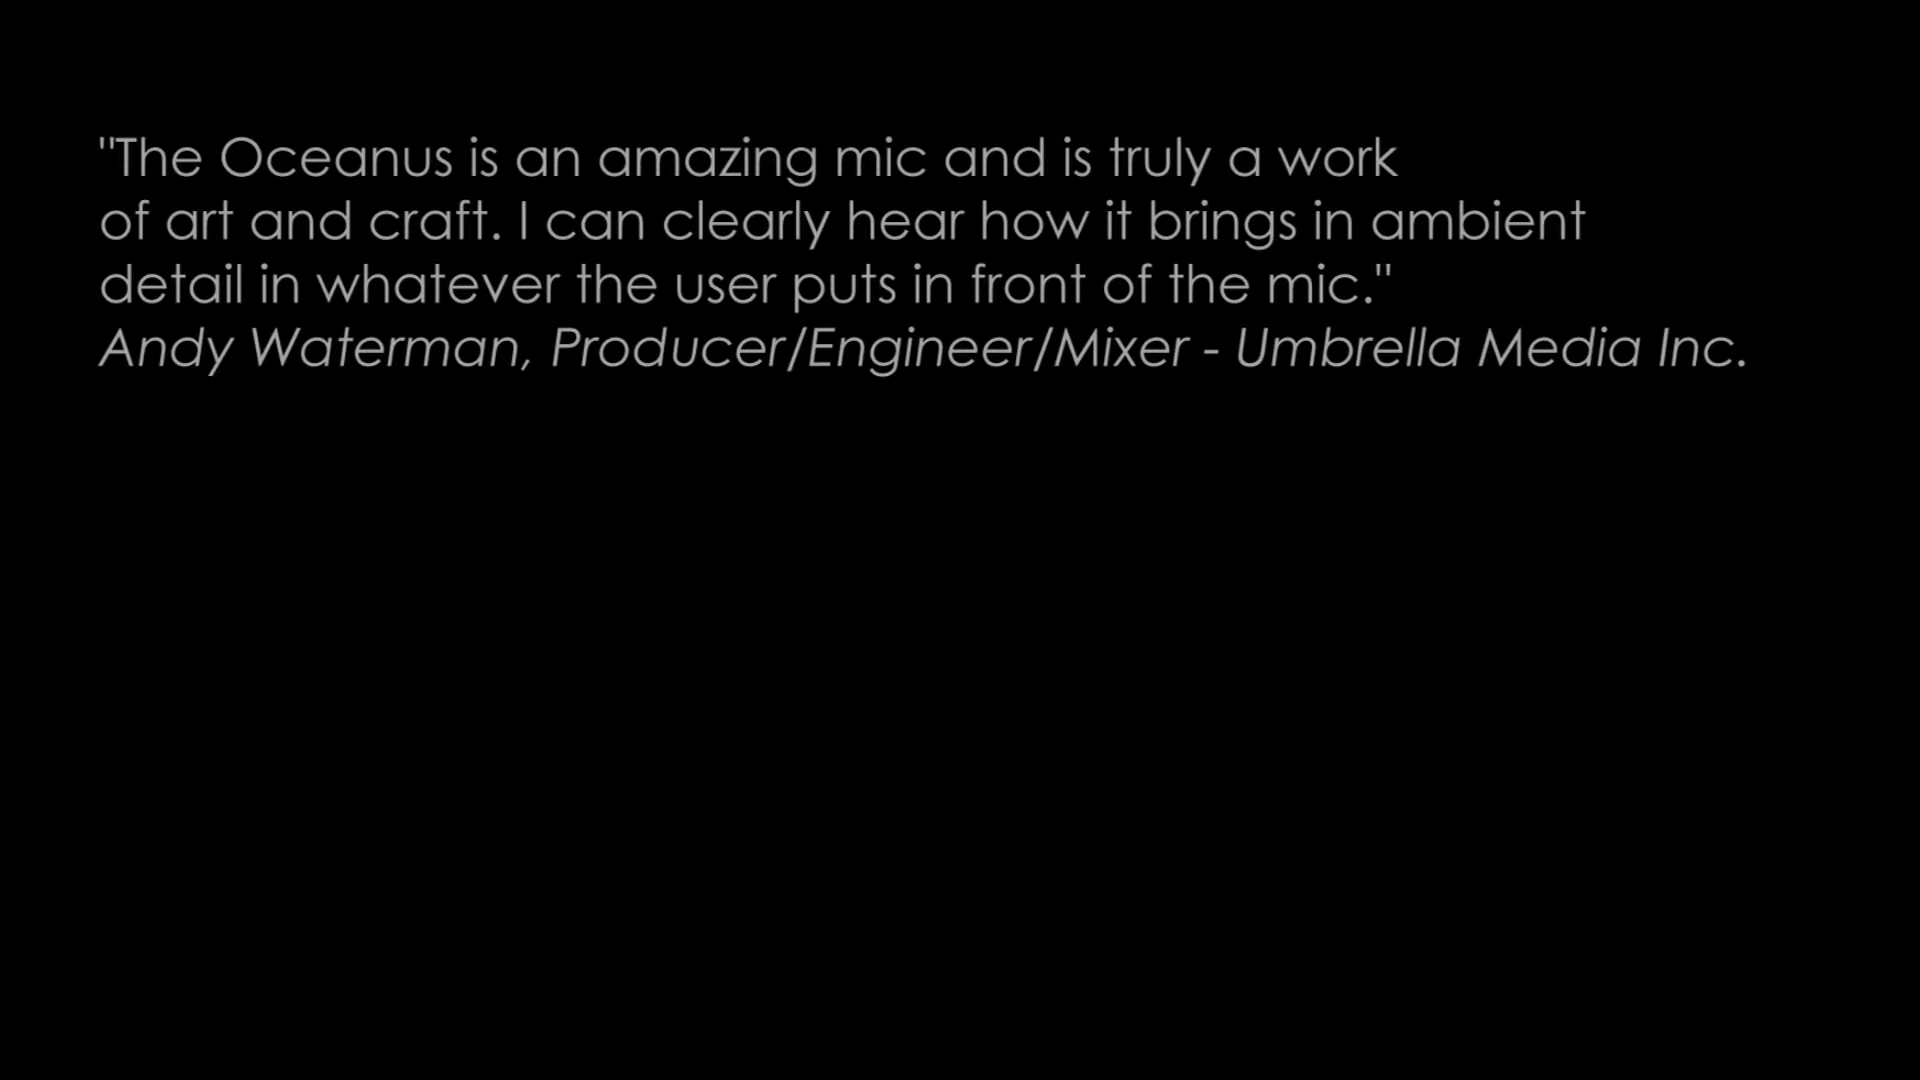 "The Oceanus is an amazing mic and is truly a work
of art and craft. I can clearly hear how it brings in ambient
detail in whatever the user puts in front of the mic."
Andy Waterman, Producer/Engineer/Mixer - Umbrella Media Inc.